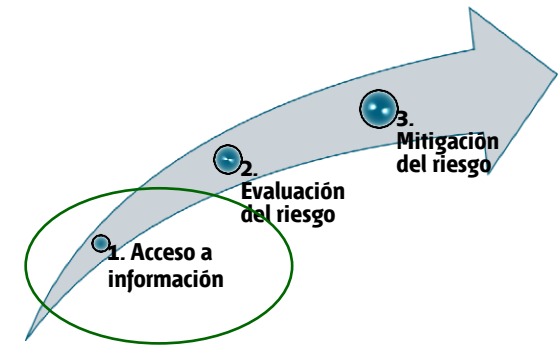 1. Acceso a
información
2.
Evaluación
del riesgo
3.
Mitigación
del riesgo